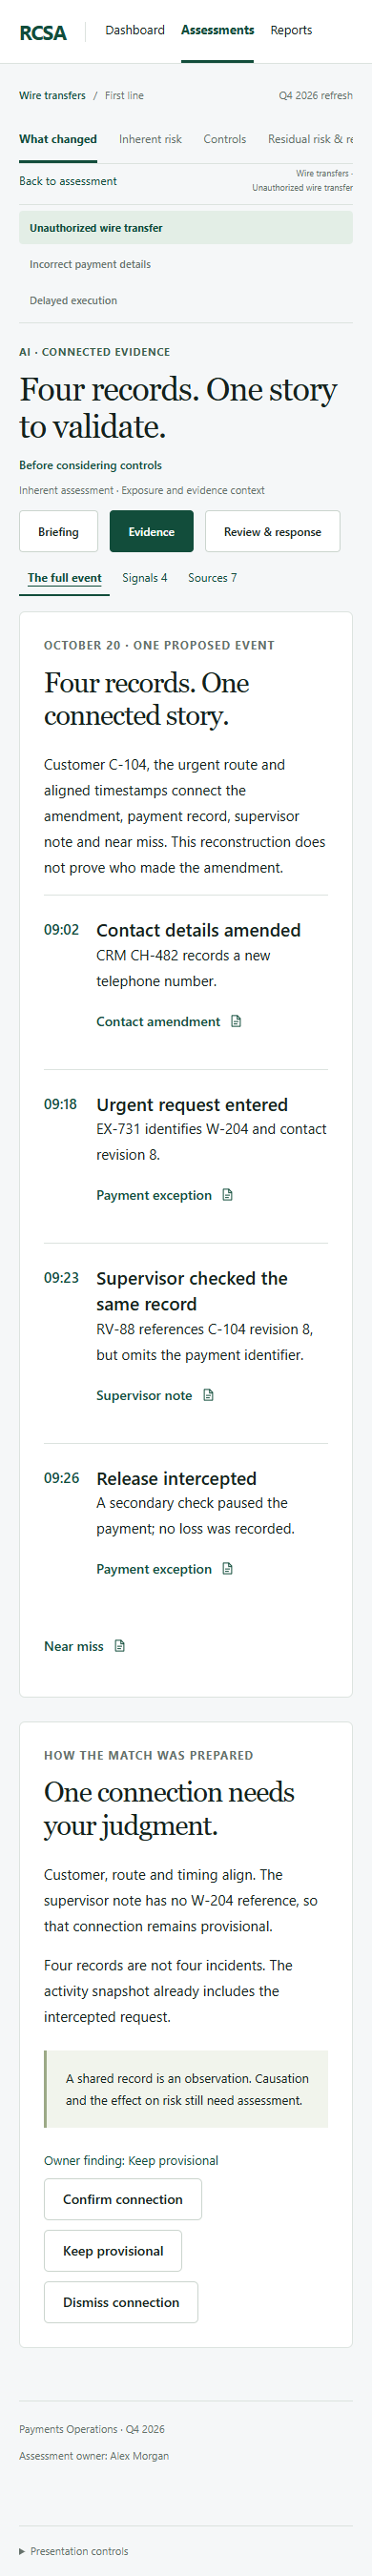 RCSA
Dashboard
Assessments
Reports
Wire transfers / First line
Q4 2026 refresh
What changed
Inherent risk
Controls
Residual risk & re
Back to assessment
Wire transfers ·
Unauthorized wire transfer
Unauthorized wire transfer
Incorrect payment details
Delayed execution
AI · CONNECTED EVIDENCE
Four records. One story
to validate.
Before considering controls
Inherent assessment · Exposure and evidence context
Briefing
Evidence
Review & response
The full event
Signals 4
Sources 7
OCTOBER 20 · ONE PROPOSED EVENT
Four records. One
connected story.
Customer C-104, the urgent route and
aligned timestamps connect the
amendment, payment record, supervisor
note and near miss. This reconstruction does
not prove who made the amendment.
09:02
Contact details amended
CRM CH-482 records a new
telephone number.
Contact amendment
09:18
Urgent request entered
EX-731 identifies W-204 and contact
revision 8.
Payment exception
09:23
Supervisor checked the
same record
RV-88 references C-104 revision 8,
but omits the payment identifier.
Supervisor note
09:26
Release intercepted
A secondary check paused the
payment; no loss was recorded.
Payment exception
Near miss
HOW THE MATCH WAS PREPARED
One connection needs
your judgment.
Customer, route and timing align. The
supervisor note has no W-204 reference, so
that connection remains provisional.
Four records are not four incidents. The
activity snapshot already includes the
intercepted request.
A shared record is an observation. Causation
and the effect on risk still need assessment.
Owner finding: Keep provisional
Confirm connection
Keep provisional
Dismiss connection
Payments Operations · Q4 2026
Assessment owner: Alex Morgan
Presentation controls